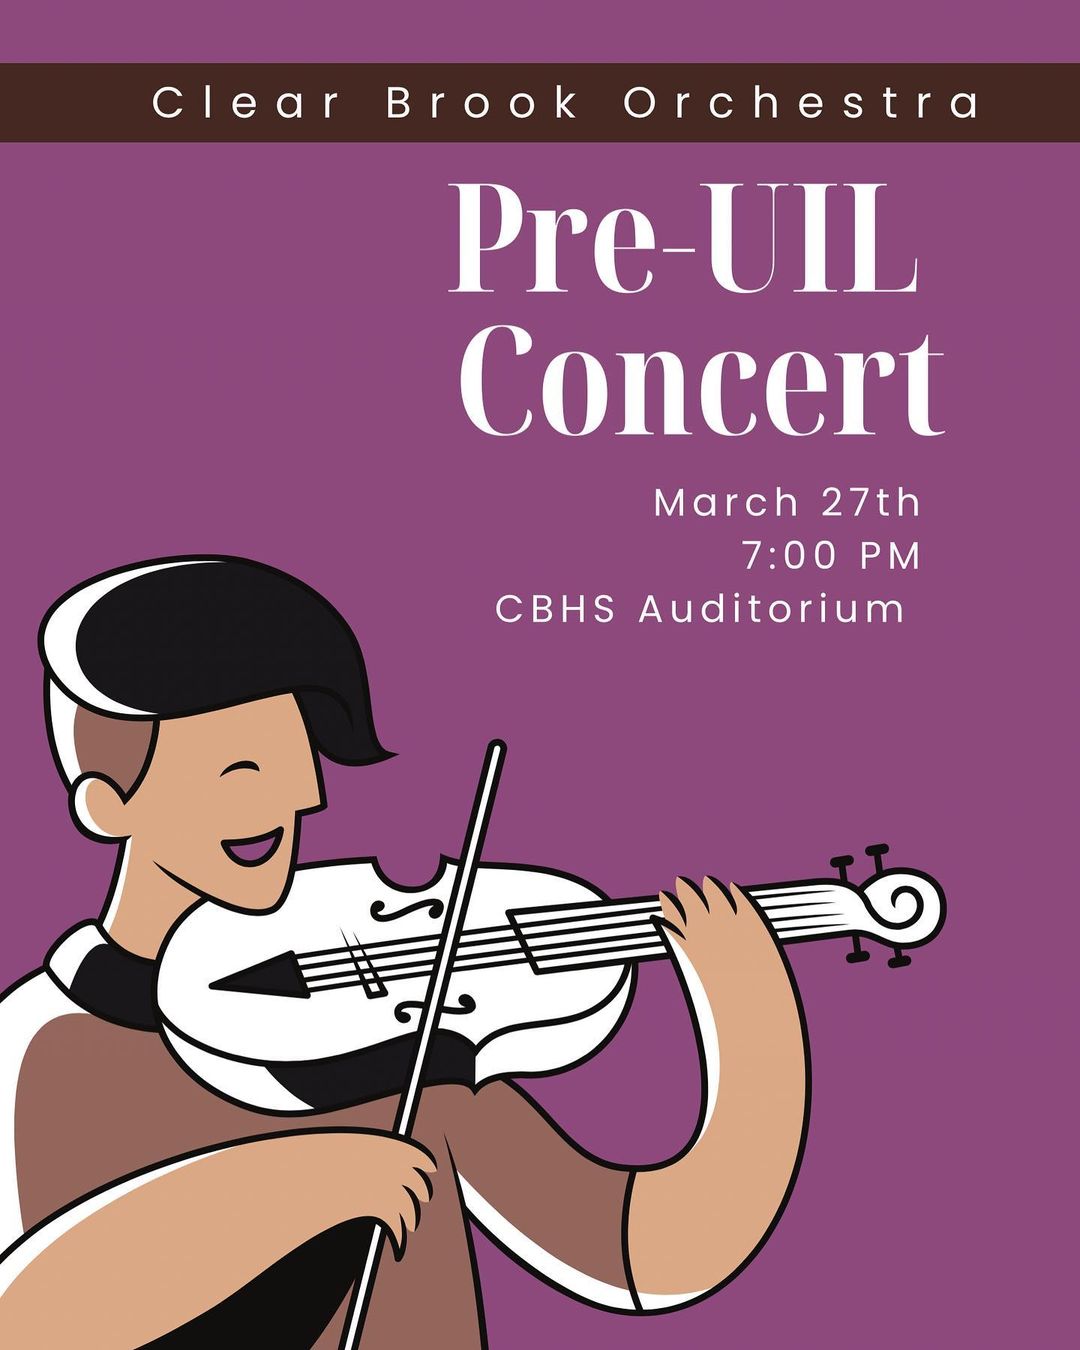 Clear Brook Orchestra
Pre-UIL
Concert
March 27th
7:00 PM
CBHS Auditorium